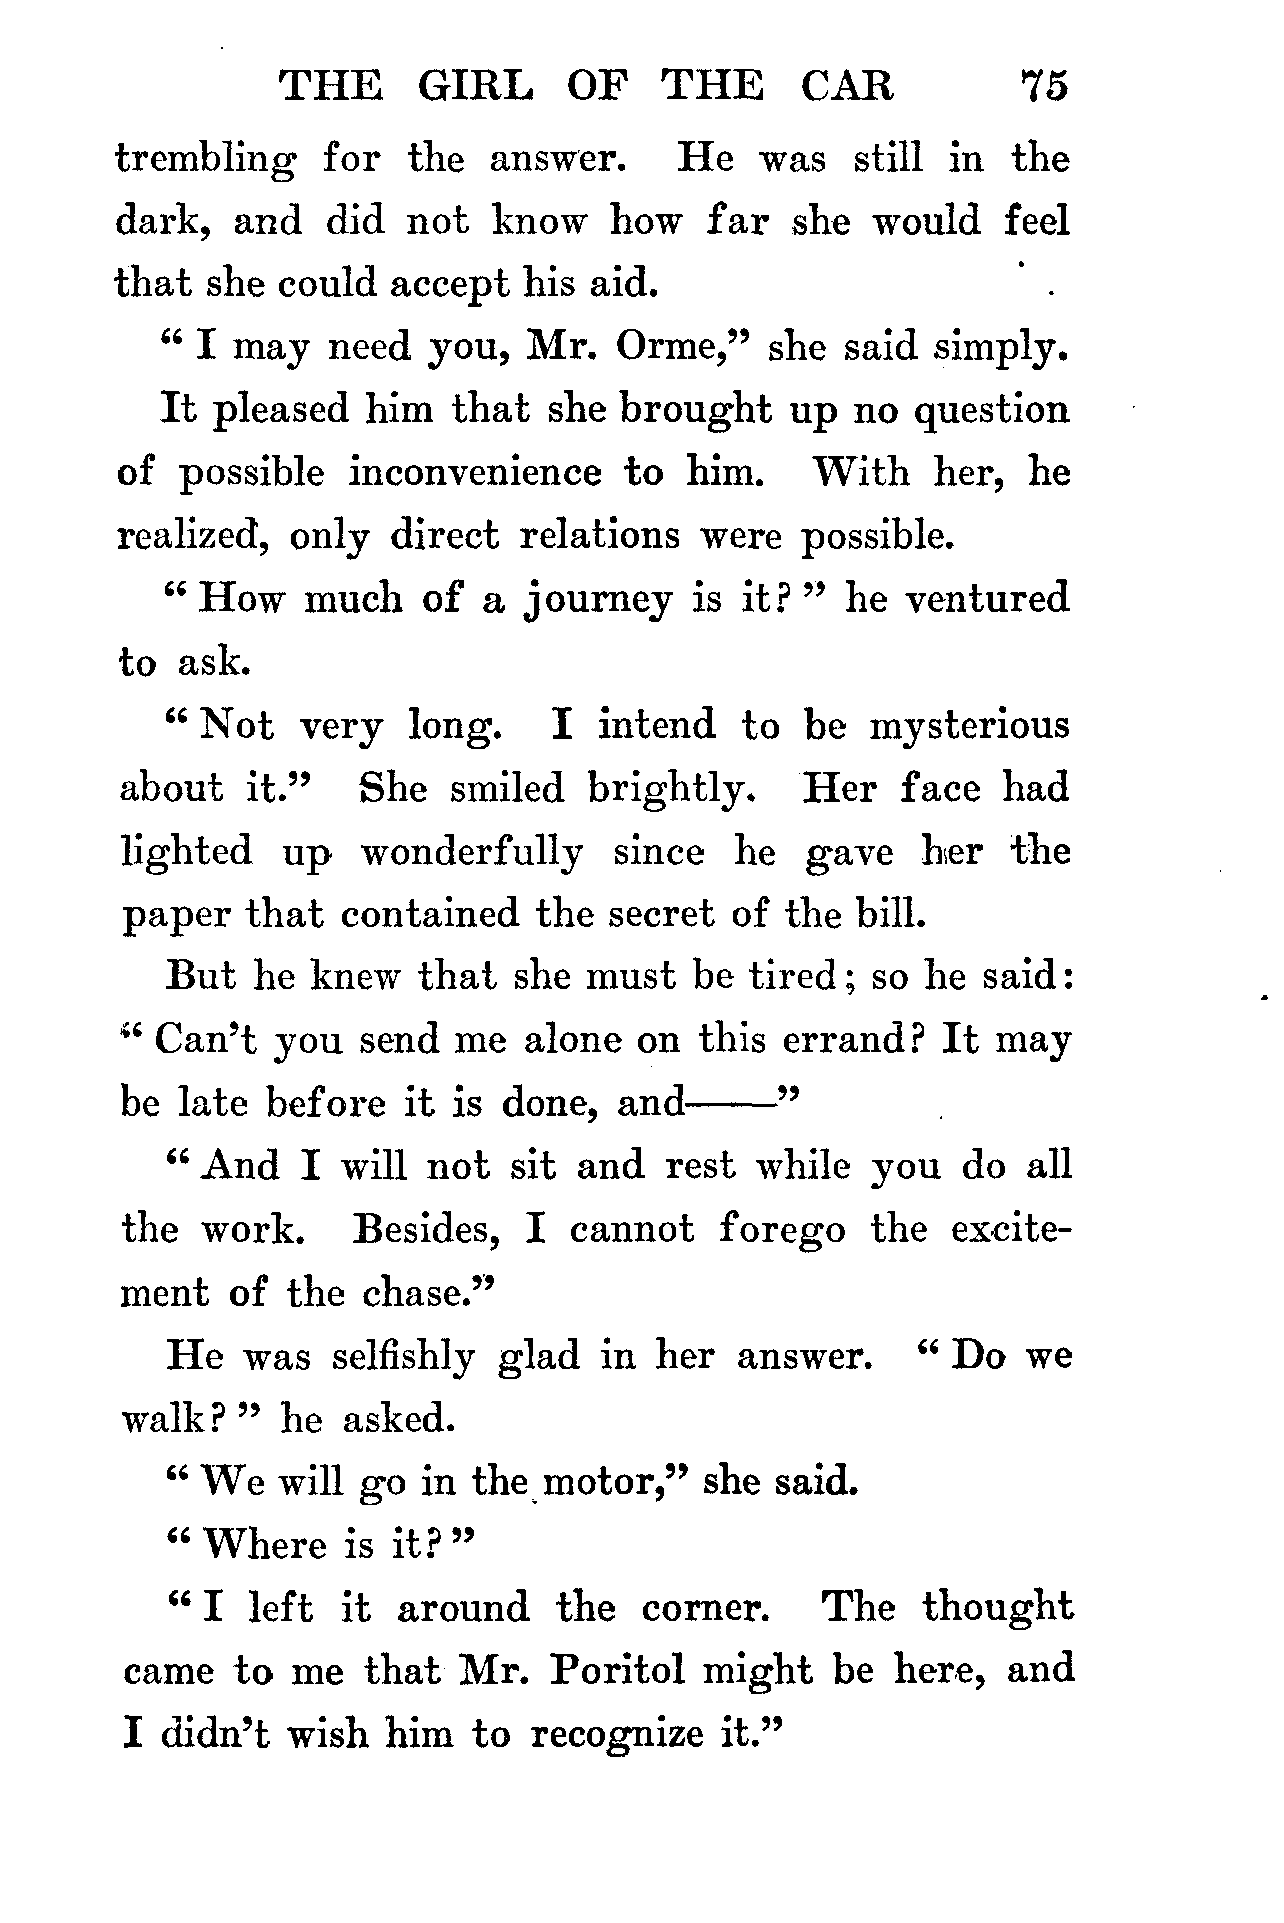 THE GIRL OF THE CAR 75
trembling for the answer. He was still in the
dark, and did not know how far she would feel
that she could accept his aid.
“ I may need you, Mr. Orme,” she said simply.
It pleased him that she brought up no question
of possible inconvenience to him. With her, he
realized, only direct relations were possible.
“ How much of a journey is it? ” he ventured
to ask.
“ Not very long. I intend to be mysterious
about it.” She smiled brightly. Her face had
lighted up wonderfully since he gave her the
paper that contained the secret of the bill.
But he knew that she must be tired; so he said:
“ Can’t you send me alone on this errand? It may
be late before it is done, and——”
“ And I will not sit and rest while you do all
the work. Besides, I cannot forego the excite-
ment of the chase.”
He was selfishly glad in her answer. “ Do we
walk? ” he asked.
“ We will go in the motor,” she said.
“ Where is it? ”
“ I left it around the corner. The thought
came to me that Mr. Poritol might be here, and
I didn’t wish him to recognize it.”